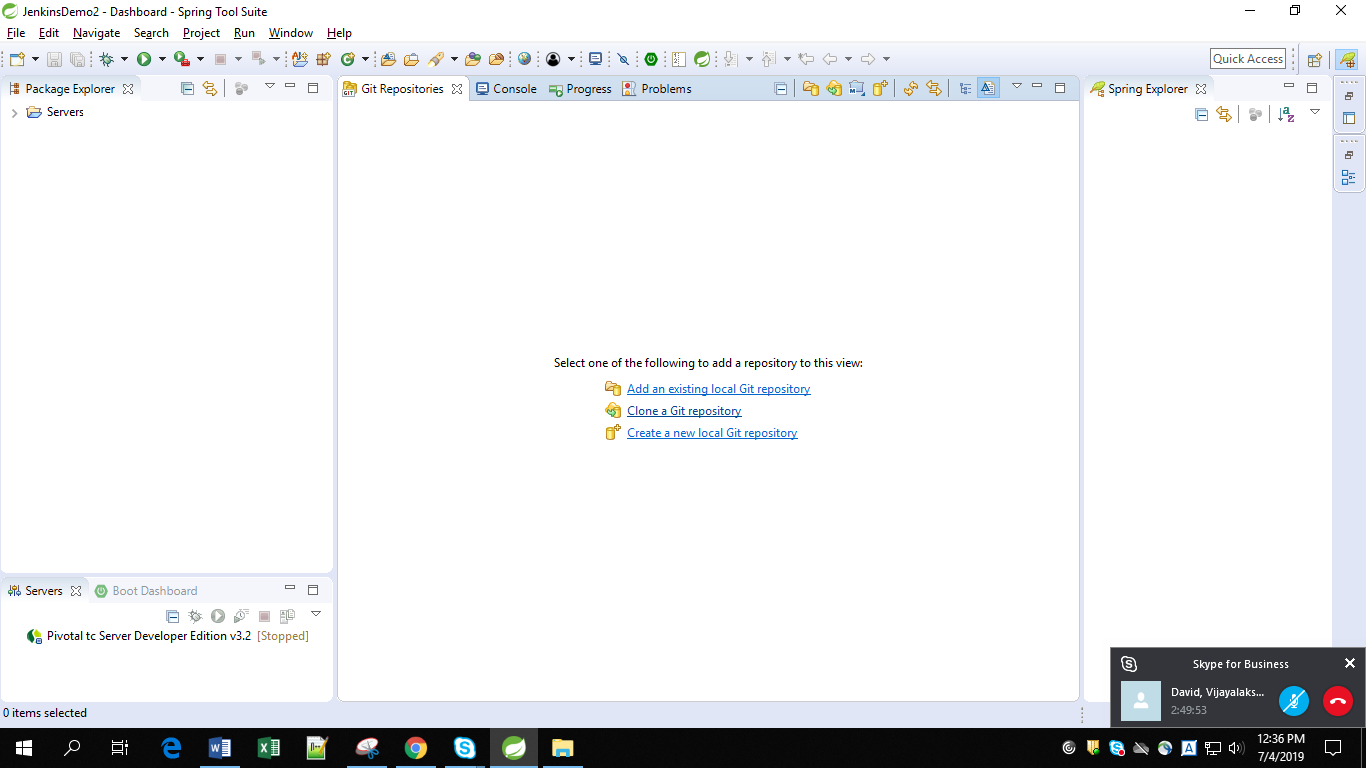 JenkinsDemo2 - Dashboard - Spring Tool Suite
File Edit Navigate Search Project Run Window Help
Quick Access
Package Explorer
Servers
Git Repositories Console Progress Problems
Select one of the following to add a repository to this view:
Add an existing local Git repository
Clone a Git repository
Create a new local Git repository
Spring Explorer
Servers Boot Dashboard
Pivotal tc Server Developer Edition v3.2 [Stopped]
0 items selected
Skype for Business
David, Vijayalaks...
2:49:53
12:36 PM
7/4/2019